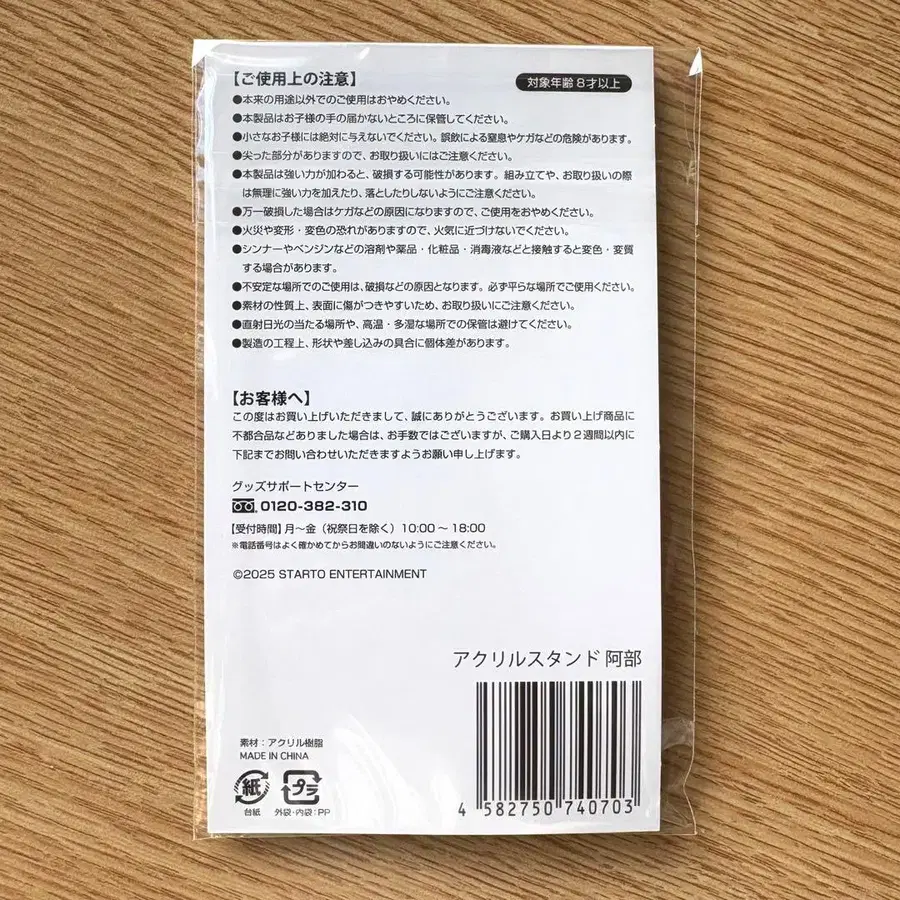 【ご使用上の注意】
対象年齢 8才以上
●本来の用途以外でのご使用はおやめください。
●本製品はお子様の手の届かないところに保管してください。
●小さなお子様には絶対に与えないでください。誤飲による窒息やケガなどの危険があります。
●尖った部分がありますので、お取り扱いにはご注意ください。
●本製品は強い力が加わると、破損する可能性があります。組み立てや、お取り扱いの際
は無理に強い力を加えたり、落としたりしないようにご注意ください。
●万一破損した場合はケガなどの原因になりますので、ご使用をおやめください。
●火災や変形・変色の恐れがありますので、火気に近づけないでください。
●シンナーやベンジンなどの溶剤や薬品・化粧品・消毒液などと接触すると変色・変質
する場合があります。
●不安定な場所でのご使用は、破損などの原因となります。必ず平らな場所でご使用ください。
●素材の性質上、表面に傷がつきやすいため、お取り扱いにご注意ください。
●直射日光の当たる場所や、高温・多湿な場所での保管は避けてください。
●製造の工程上、形状や差し込みの具合に個体差があります。
【お客様へ】
この度はお買い上げいただきまして、誠にありがとうございます。お買い上げ商品に
不都合品などありました場合は、お手数ではございますが、ご購入日より2週間以内に
下記までお問い合わせいただきますようお願い申し上げます。
グッズサポートセンター
0120-382-310
【受付時間】月〜金（祝祭日を除く）10:00 〜 18:00
※電話番号はよく確かめてからお間違いのないようにご注意ください。
©2025 STARTO ENTERTAINMENT
アクリルスタンド 阿部
素材：アクリル樹脂
MADE IN CHINA
紙
プラ
台紙
外袋・内袋：PP
4 582750 740703